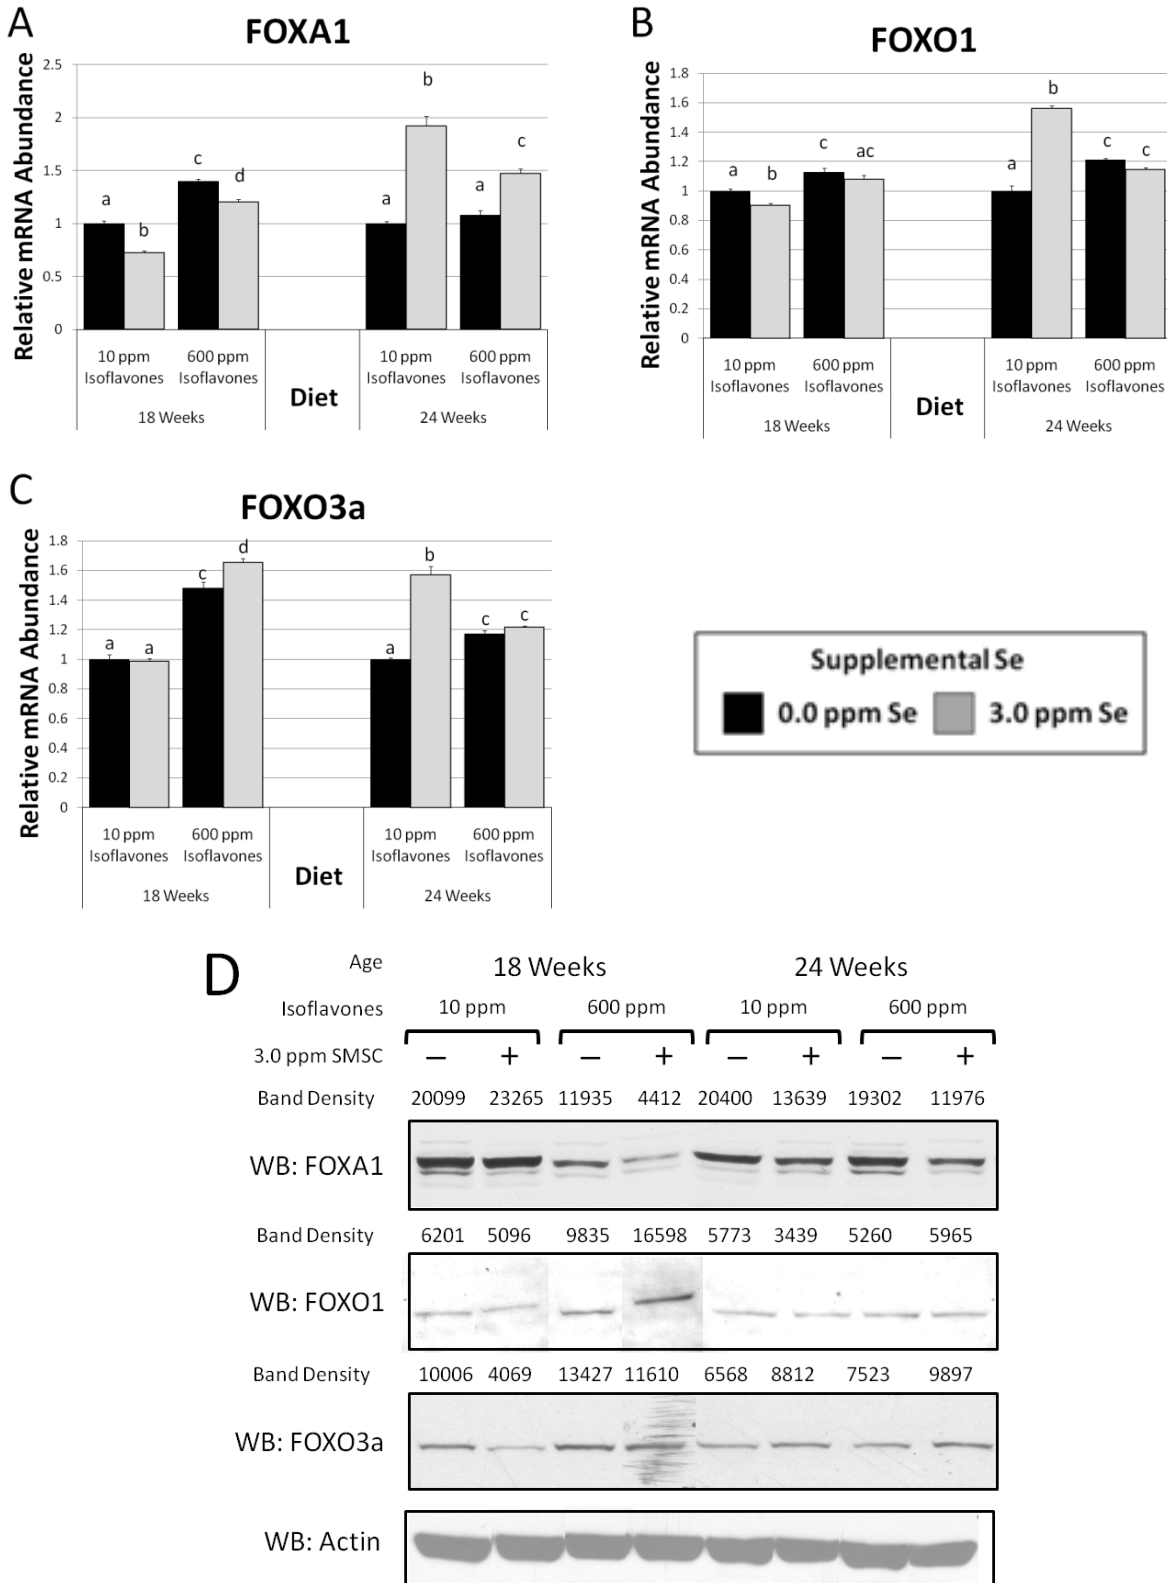 A
FOXA1
Relative mRNA Abundance
2.5
2
1.5
1
0.5
0
a
b
c
d
a
b
a
c
10 ppm Isoflavones
600 ppm Isoflavones
18 Weeks
Diet
10 ppm Isoflavones
600 ppm Isoflavones
24 Weeks
B
FOXO1
Relative mRNA Abundance
1.8
1.6
1.4
1.2
1
0.8
0.6
0.4
0.2
0
a
b
c
ac
a
b
c
c
10 ppm Isoflavones
600 ppm Isoflavones
18 Weeks
Diet
10 ppm Isoflavones
600 ppm Isoflavones
24 Weeks
C
FOXO3a
Relative mRNA Abundance
1.8
1.6
1.4
1.2
1
0.8
0.6
0.4
0.2
0
a
a
c
d
a
b
c
c
10 ppm Isoflavones
600 ppm Isoflavones
18 Weeks
Diet
10 ppm Isoflavones
600 ppm Isoflavones
24 Weeks
Supplemental Se
0.0 ppm Se 3.0 ppm Se
D
Age 18 Weeks 24 Weeks
Isoflavones 10 ppm 600 ppm 10 ppm 600 ppm
3.0 ppm SMSC − + − + − + − +
Band Density 20099 23265 11935 4412 20400 13639 19302 11976
WB: FOXA1
Band Density 6201 5096 9835 16598 5773 3439 5260 5965
WB: FOXO1
Band Density 10006 4069 13427 11610 6568 8812 7523 9897
WB: FOXO3a
WB: Actin